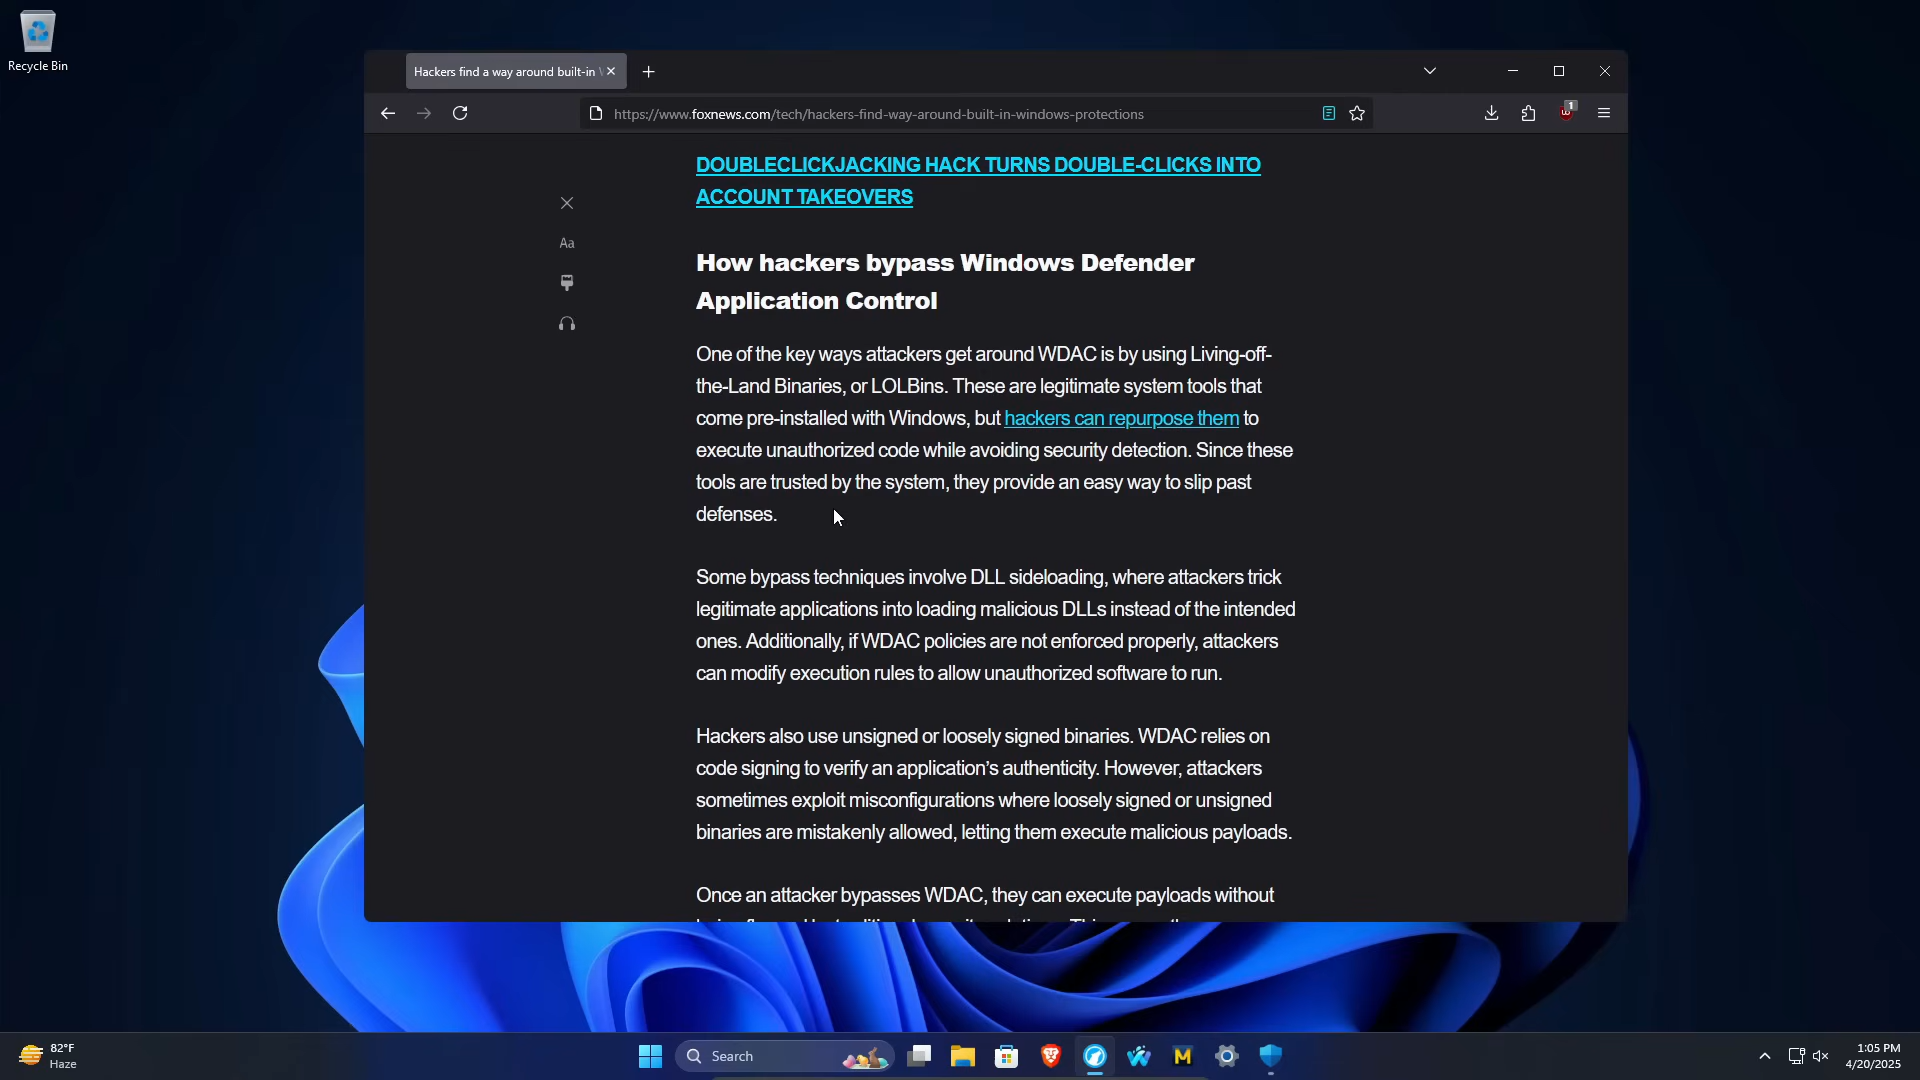 Recycle Bin
Hackers find a way around built-in
https://www.foxnews.com/tech/hackers-find-way-around-built-in-windows-protections
1
DOUBLECLICKJACKING HACK TURNS DOUBLE-CLICKS INTO
ACCOUNT TAKEOVERS
Aa
How hackers bypass Windows Defender
Application Control
One of the key ways attackers get around WDAC is by using Living-off-
the-Land Binaries, or LOLBins. These are legitimate system tools that
come pre-installed with Windows, but hackers can repurpose them to
execute unauthorized code while avoiding security detection. Since these
tools are trusted by the system, they provide an easy way to slip past
defenses.
Some bypass techniques involve DLL sideloading, where attackers trick
legitimate applications into loading malicious DLLs instead of the intended
ones. Additionally, if WDAC policies are not enforced properly, attackers
can modify execution rules to allow unauthorized software to run.
Hackers also use unsigned or loosely signed binaries. WDAC relies on
code signing to verify an application’s authenticity. However, attackers
sometimes exploit misconfigurations where loosely signed or unsigned
binaries are mistakenly allowed, letting them execute malicious payloads.
Once an attacker bypasses WDAC, they can execute payloads without
82°F
Haze
Search
M
1:05 PM
4/20/2025